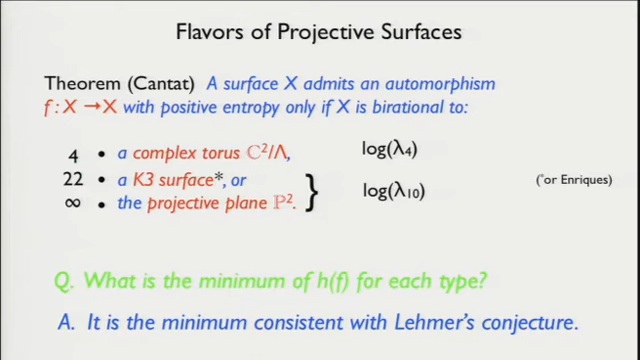 Flavors of Projective Surfaces
Theorem (Cantat) A surface X admits an automorphism
f : X →X with positive entropy only if X is birational to:
4 • a complex torus ℂ²/Λ, log(λ₄)
22 • a K3 surface*, or (*or Enriques)
∞ • the projective plane ℙ². } log(λ₁₀)
Q. What is the minimum of h(f) for each type?
A. It is the minimum consistent with Lehmer's conjecture.